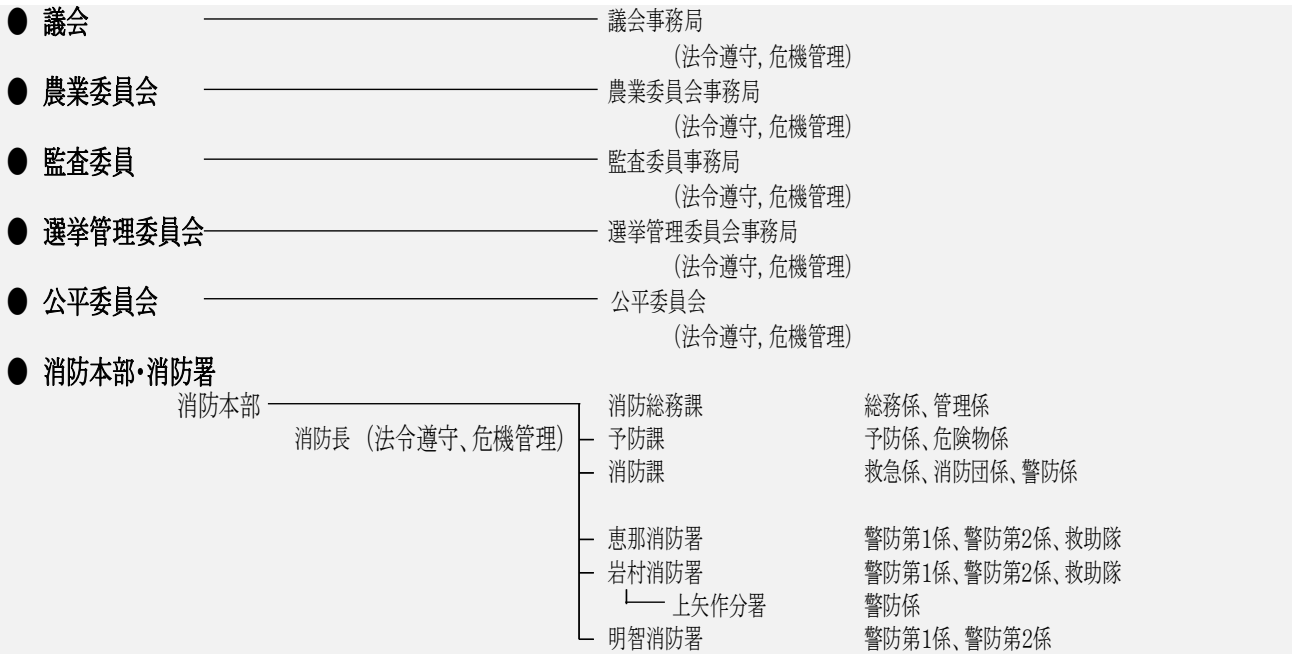 ● 議会 議会事務局
(法令遵守, 危機管理)
● 農業委員会 農業委員会事務局
(法令遵守, 危機管理)
● 監査委員 監査委員事務局
(法令遵守, 危機管理)
● 選挙管理委員会 選挙管理委員会事務局
(法令遵守, 危機管理)
● 公平委員会 公平委員会
(法令遵守, 危機管理)
● 消防本部・消防署
消防本部 消防総務課 総務係、管理係
消防長 (法令遵守、危機管理) 予防課 予防係、危険物係
消防課 救急係、消防団係、警防係
恵那消防署 警防第1係、警防第2係、救助隊
岩村消防署 警防第1係、警防第2係、救助隊
上矢作分署 警防係
明智消防署 警防第1係、警防第2係